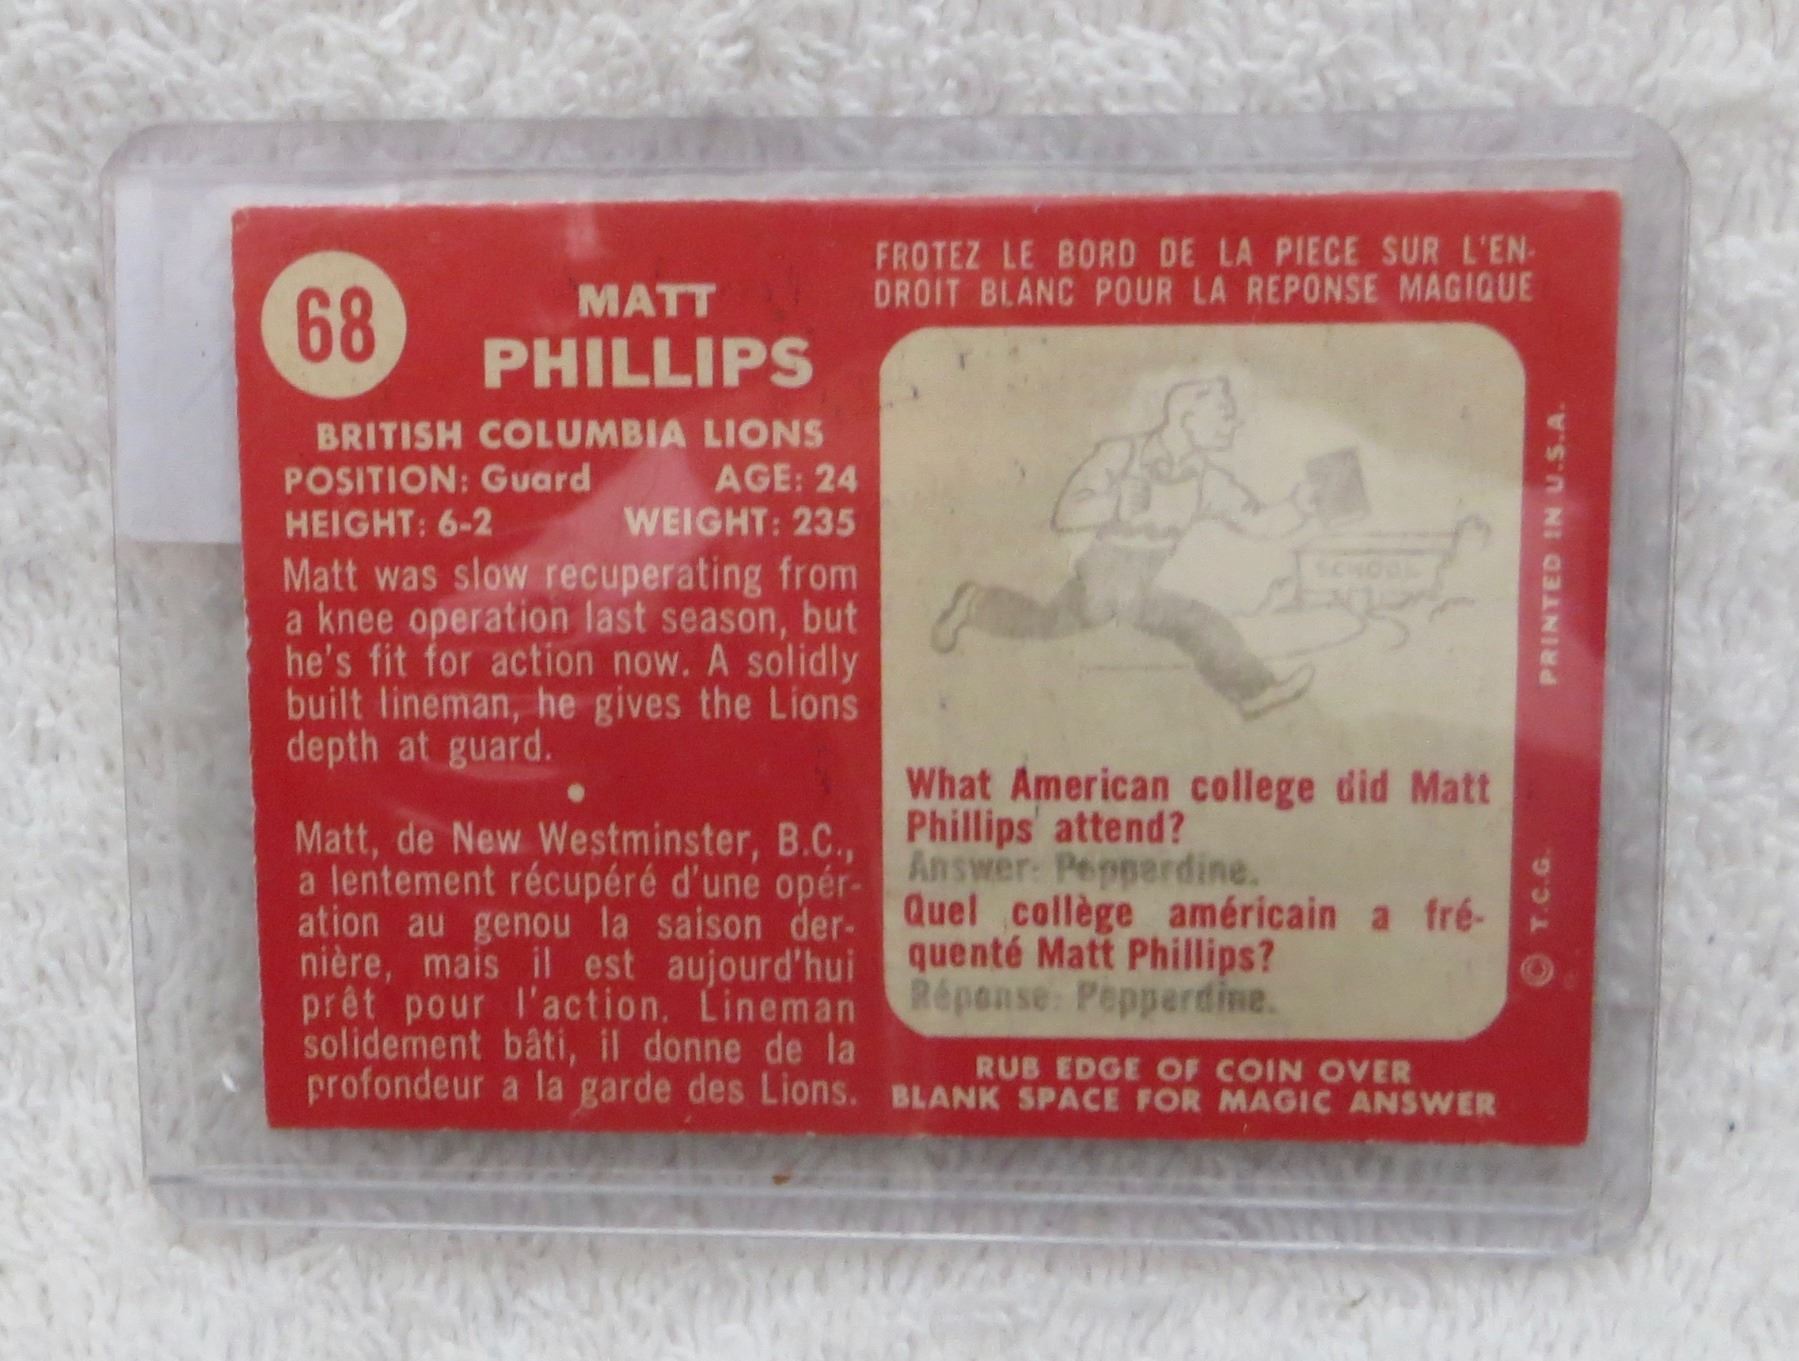 68
MATT
PHILLIPS
BRITISH COLUMBIA LIONS
POSITION: Guard AGE: 24
HEIGHT: 6-2 WEIGHT: 235
Matt was slow recuperating from
a knee operation last season, but
he's fit for action now. A solidly
built lineman, he gives the Lions
depth at guard.
Matt, de New Westminster, B.C.,
a lentement récupéré d'une opér-
ation au genou la saison der-
nière, mais il est aujourd'hui
prêt pour l'action. Lineman
solidement bâti, il donne de la
profondeur a la garde des Lions.
FROTEZ LE BORD DE LA PIECE SUR L'EN-
DROIT BLANC POUR LA REPONSE MAGIQUE
SCHOOL
What American college did Matt
Phillips attend?
Answer: Pepperdine.
Quel collège américain a fré-
quenté Matt Phillips?
Réponse: Pepperdine.
RUB EDGE OF COIN OVER
BLANK SPACE FOR MAGIC ANSWER
© T.C.G. PRINTED IN U.S.A.